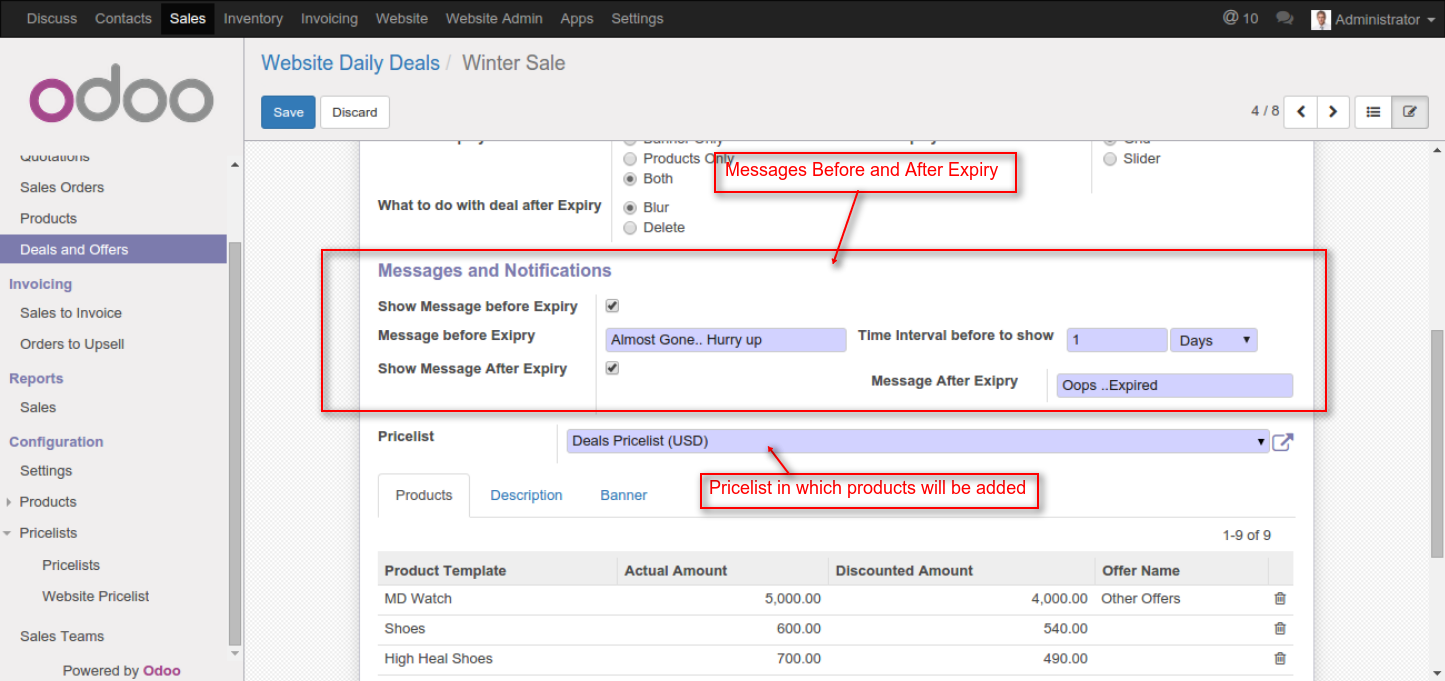 Discuss Contacts Sales Inventory Invoicing Website Website Admin Apps Settings @ 10 Administrator
odoo
Website Daily Deals / Winter Sale
Save Discard 4 / 8
Quotations
Sales Orders
Products
Deals and Offers
Invoicing
Sales to Invoice
Orders to Upsell
Reports
Sales
Configuration
Settings
Products
Pricelists
Pricelists
Website Pricelist
Sales Teams
Powered by Odoo
Banner Only
Products Only
Slider
Both
Messages Before and After Expiry
What to do with deal after Expiry Blur
Delete
Messages and Notifications
Show Message before Expiry
Message before Exipry Almost Gone.. Hurry up Time Interval before to show 1 Days
Show Message After Expiry
Message After Exipry Oops ..Expired
Pricelist Deals Pricelist (USD)
Pricelist in which products will be added
Products Description Banner
1-9 of 9
Product Template Actual Amount Discounted Amount Offer Name
MD Watch 5,000.00 4,000.00 Other Offers
Shoes 600.00 540.00
High Heal Shoes 700.00 490.00